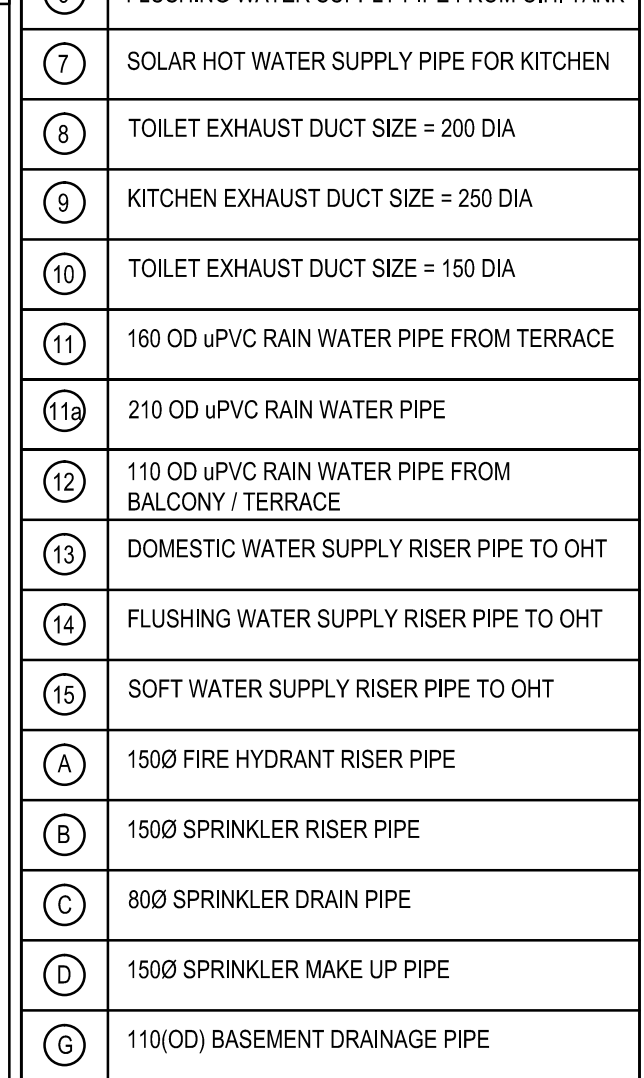 7 SOLAR HOT WATER SUPPLY PIPE FOR KITCHEN
8 TOILET EXHAUST DUCT SIZE = 200 DIA
9 KITCHEN EXHAUST DUCT SIZE = 250 DIA
10 TOILET EXHAUST DUCT SIZE = 150 DIA
11 160 OD uPVC RAIN WATER PIPE FROM TERRACE
11a 210 OD uPVC RAIN WATER PIPE
12 110 OD uPVC RAIN WATER PIPE FROM
BALCONY / TERRACE
13 DOMESTIC WATER SUPPLY RISER PIPE TO OHT
14 FLUSHING WATER SUPPLY RISER PIPE TO OHT
15 SOFT WATER SUPPLY RISER PIPE TO OHT
A 150Ø FIRE HYDRANT RISER PIPE
B 150Ø SPRINKLER RISER PIPE
C 80Ø SPRINKLER DRAIN PIPE
D 150Ø SPRINKLER MAKE UP PIPE
G 110(OD) BASEMENT DRAINAGE PIPE